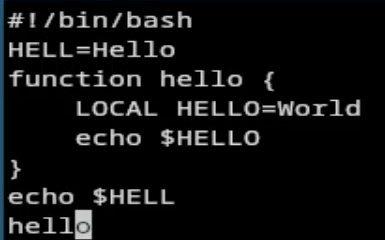 #!/bin/bash
HELL=Hello
function hello {
    LOCAL HELLO=World
    echo $HELLO
}
echo $HELL
hello